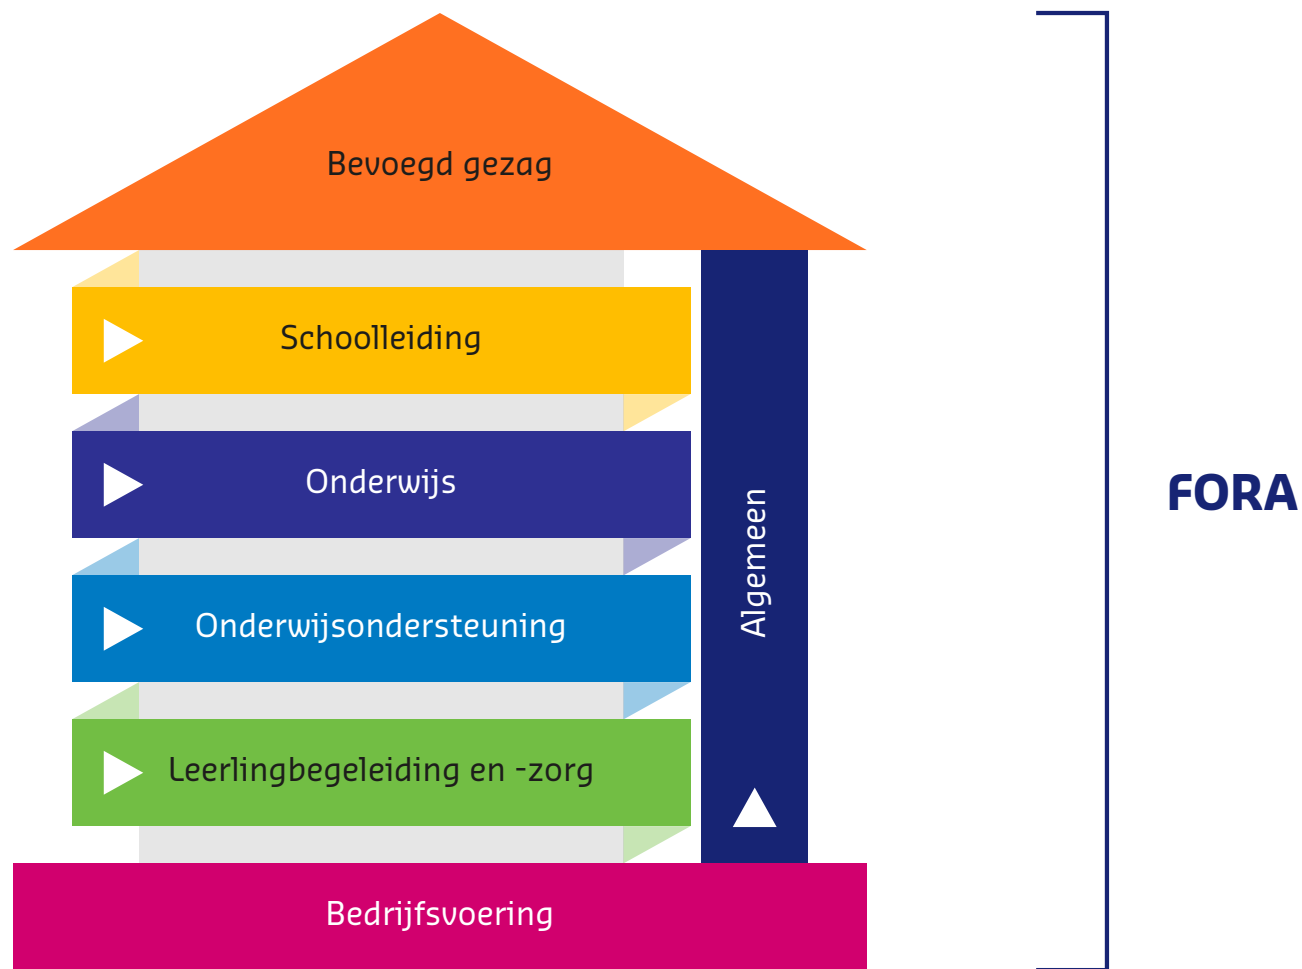 Bevoegd gezag
Schoolleiding
Onderwijs
Onderwijsondersteuning
Leerlingbegeleiding en -zorg
Algemeen
Bedrijfsvoering
FORA